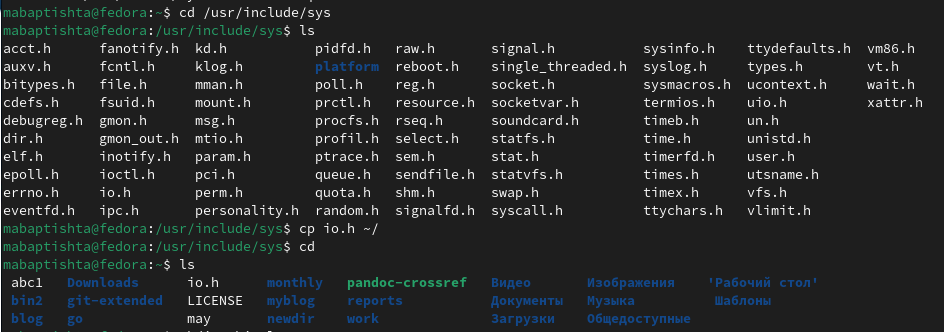 mabaptishta@fedora:~$ cd /usr/include/sys
mabaptishta@fedora:/usr/include/sys$ ls
acct.h fanotify.h kd.h pidfd.h raw.h signal.h sysinfo.h ttydefaults.h vm86.h
auxv.h fcntl.h klog.h platform reboot.h single_threaded.h syslog.h types.h vt.h
bitypes.h file.h mman.h poll.h reg.h socket.h sysmacros.h ucontext.h wait.h
cdefs.h fsuid.h mount.h prctl.h resource.h socketvar.h termios.h uio.h xattr.h
debugreg.h gmon.h msg.h procfs.h rseq.h soundcard.h timeb.h un.h
dir.h gmon_out.h mtio.h profil.h select.h statfs.h time.h unistd.h
elf.h inotify.h param.h ptrace.h sem.h stat.h timerfd.h user.h
epoll.h ioctl.h pci.h queue.h sendfile.h statvfs.h times.h utsname.h
errno.h io.h perm.h quota.h shm.h swap.h timex.h vfs.h
eventfd.h ipc.h personality.h random.h signalfd.h syscall.h ttychars.h vlimit.h
mabaptishta@fedora:/usr/include/sys$ cp io.h ~/
mabaptishta@fedora:/usr/include/sys$ cd
mabaptishta@fedora:~$ ls
abc1 Downloads io.h monthly pandoc-crossref Видео Изображения 'Рабочий стол'
bin2 git-extended LICENSE myblog reports Документы Музыка Шаблоны
blog go may newdir work Загрузки Общедоступные